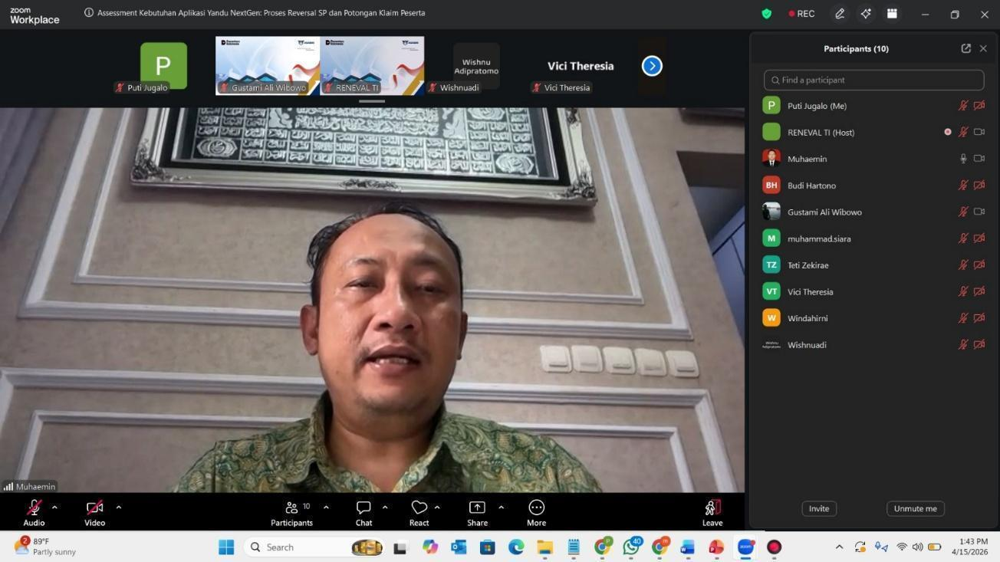 zoom
Workplace
Assessment Kebutuhan Aplikasi Yandu NextGen: Proses Reversal SP dan Potongan Klaim Peserta
REC
P
Puti Jugalo
Gustami Ali Wibowo
RENEVAL TI
Wishnu
Adipratomo
Wishnuadi
Vici Theresia
Vici Theresia
Muhaemin
Participants (10)
Find a participant
P Puti Jugalo (Me)
RENEVAL TI (Host)
Muhaemin
BH Budi Hartono
Gustami Ali Wibowo
M muhammad.siara
TZ Teti Zekirae
VT Vici Theresia
W Windahirni
Wishnu
Adipratomo
Wishnuadi
Invite
Unmute me
Audio
Video
10
Participants
Chat
React
Share
More
Leave
2
89°F
Partly sunny
Search
40
zoom
1:43 PM
4/15/2026